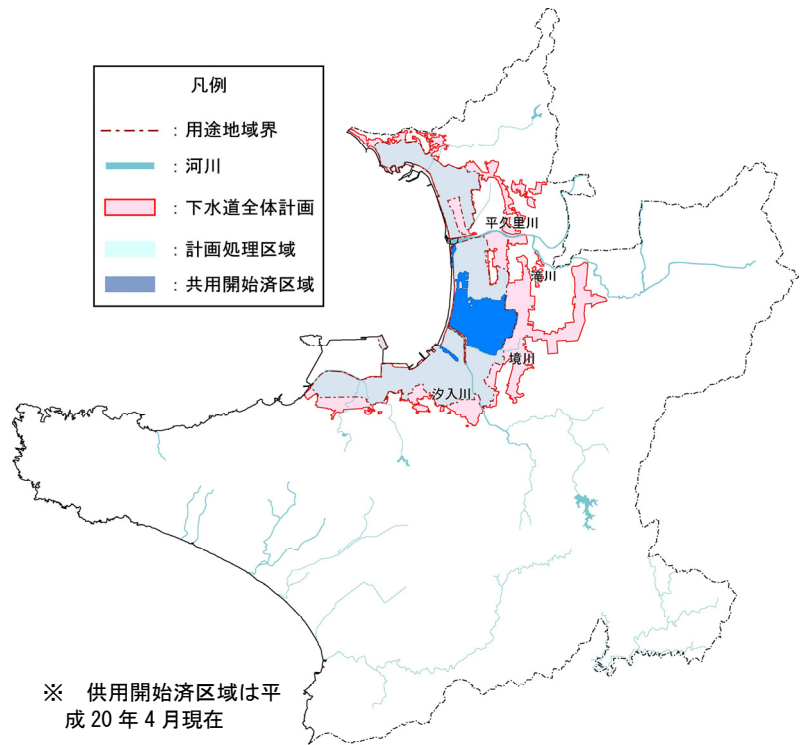 凡例
：用途地域界
：河川
：下水道全体計画
：計画処理区域
：共用開始済区域
平久里川
滝川
境川
汐入川
※　供用開始済区域は平
成20年4月現在